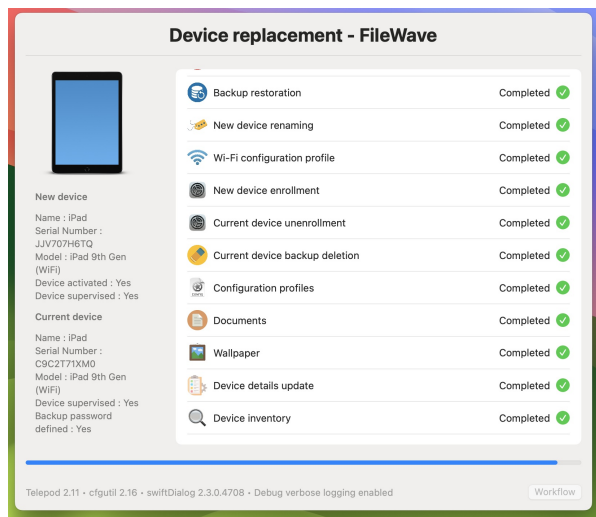 Device replacement - FileWave
New device
Name : iPad
Serial Number :
JJV707H6TQ
Model : iPad 9th Gen
(WiFi)
Device activated : Yes
Device supervised : Yes
Current device
Name : iPad
Serial Number :
C9C2T71XM0
Model : iPad 9th Gen
(WiFi)
Device supervised : Yes
Backup password
defined : Yes
Backup restoration Completed
New device renaming Completed
Wi-Fi configuration profile Completed
New device enrollment Completed
Current device unenrollment Completed
Current device backup deletion Completed
Configuration profiles Completed
Documents Completed
Wallpaper Completed
Device details update Completed
Device inventory Completed
Telepod 2.11 • cfgutil 2.16 • swiftDialog 2.3.0.4708 • Debug verbose logging enabled
Workflow